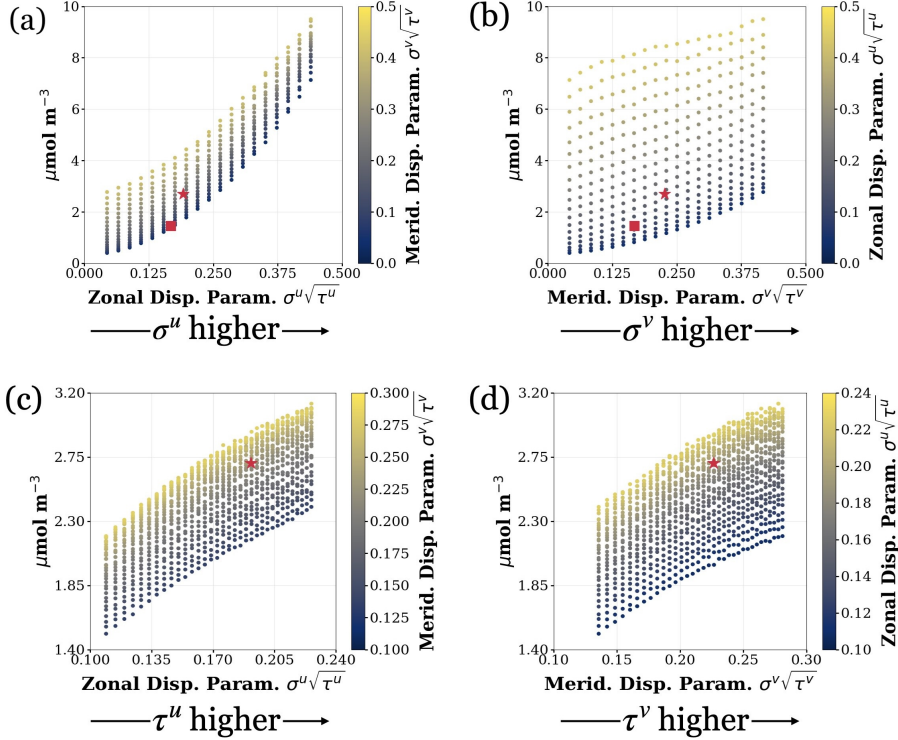 (a)
10
8
6
4
2
0
μmol m⁻³
0.000 0.125 0.250 0.375 0.500
Zonal Disp. Param. σᵘ√τᵘ
σᵘ higher
0.5
0.4
0.3
0.2
0.1
0.0
Merid. Disp. Param. σᵛ√τᵛ
(b)
10
8
6
4
2
0
μmol m⁻³
0.000 0.125 0.250 0.375 0.500
Merid. Disp. Param. σᵛ√τᵛ
σᵛ higher
0.5
0.4
0.3
0.2
0.1
0.0
Zonal Disp. Param. σᵘ√τᵘ
(c)
3.20
2.75
2.30
1.85
1.40
μmol m⁻³
0.100 0.135 0.170 0.205 0.240
Zonal Disp. Param. σᵘ√τᵘ
τᵘ higher
0.300
0.275
0.250
0.225
0.200
0.175
0.150
0.125
0.100
Merid. Disp. Param. σᵛ√τᵛ
(d)
3.20
2.75
2.30
1.85
1.40
μmol m⁻³
0.10 0.15 0.20 0.25 0.30
Merid. Disp. Param. σᵛ√τᵛ
τᵛ higher
0.24
0.22
0.20
0.18
0.16
0.14
0.12
0.10
Zonal Disp. Param. σᵘ√τᵘ